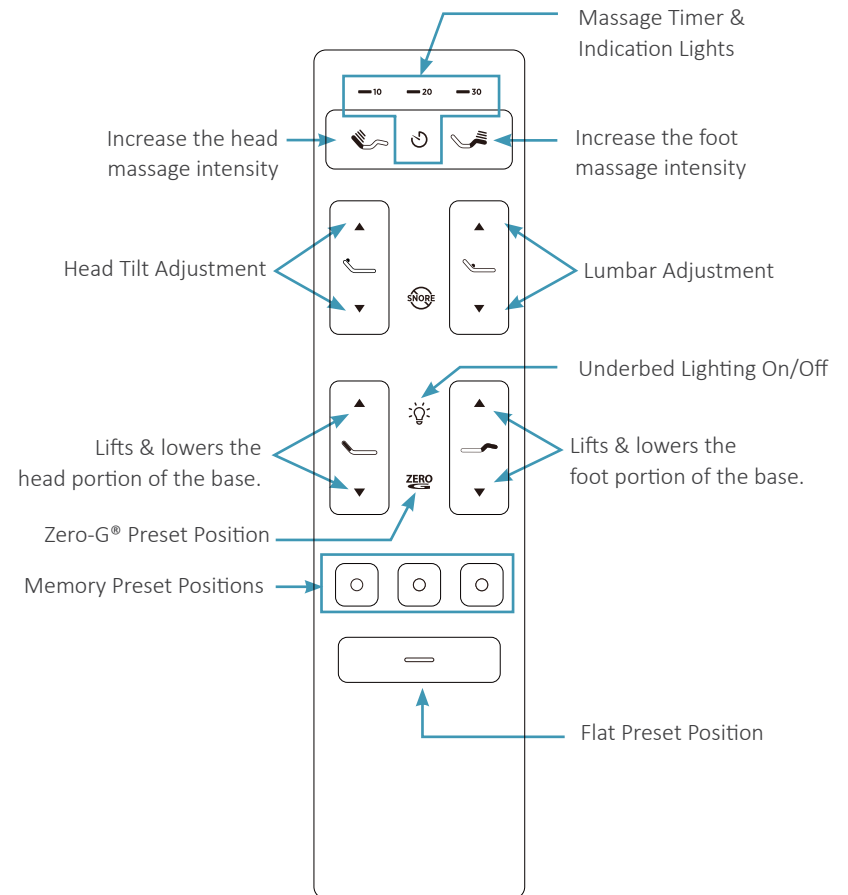 Massage Timer &
Indication Lights
10 20 30
Increase the head
massage intensity
Increase the foot
massage intensity
Head Tilt Adjustment
Lumbar Adjustment
SNORE
Underbed Lighting On/Off
Lifts & lowers the
head portion of the base.
Lifts & lowers the
foot portion of the base.
ZERO
G
Zero-G® Preset Position
Memory Preset Positions
Flat Preset Position